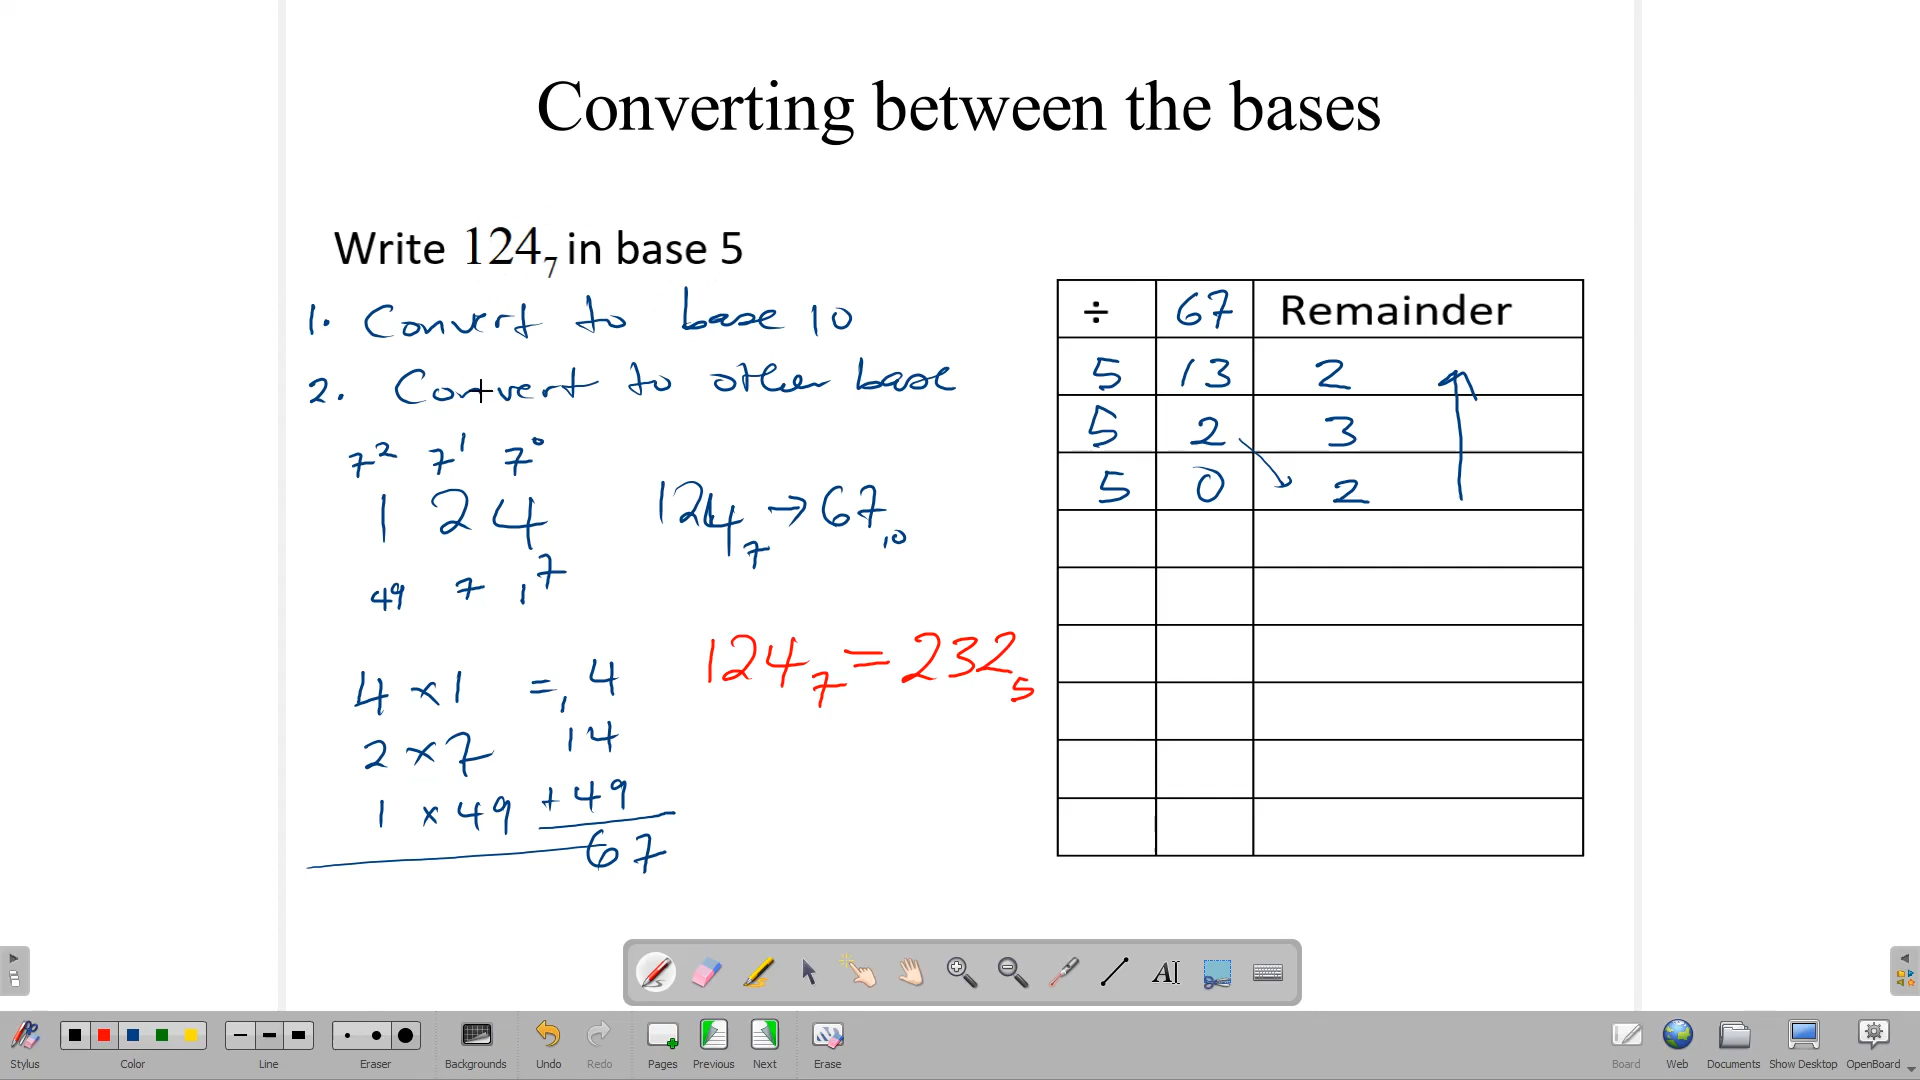 Converting between the bases
Write 124₇ in base 5
1. Convert to base 10
2. Convert to other base
7² 7¹ 7⁰
1 2 4
49 7 1 7
124₇ → 67₁₀
4 × 1 = 4
2 × 7 14
1 × 49 + 49
67
124₇ = 232₅
÷ 67 Remainder
5 13 2
5 2 3
5 0 2
Stylus
Color
Line
Eraser
Backgrounds
Undo
Redo
Pages
Previous
Next
Erase
Board
Web
Documents
Show Desktop
OpenBoard